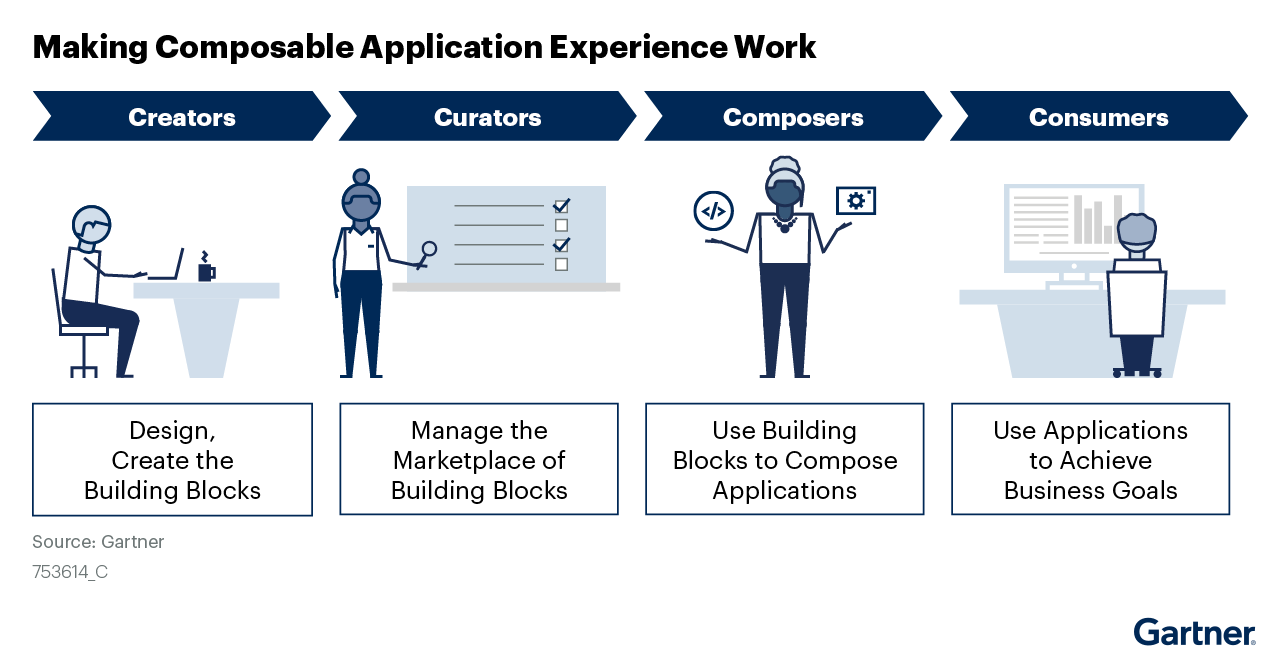 Making Composable Application Experience Work
Creators
Curators
Composers
Consumers
</>
Design,
Create the
Building Blocks
Manage the
Marketplace of
Building Blocks
Use Building
Blocks to Compose
Applications
Use Applications
to Achieve
Business Goals
Source: Gartner
753614_C
Gartner®